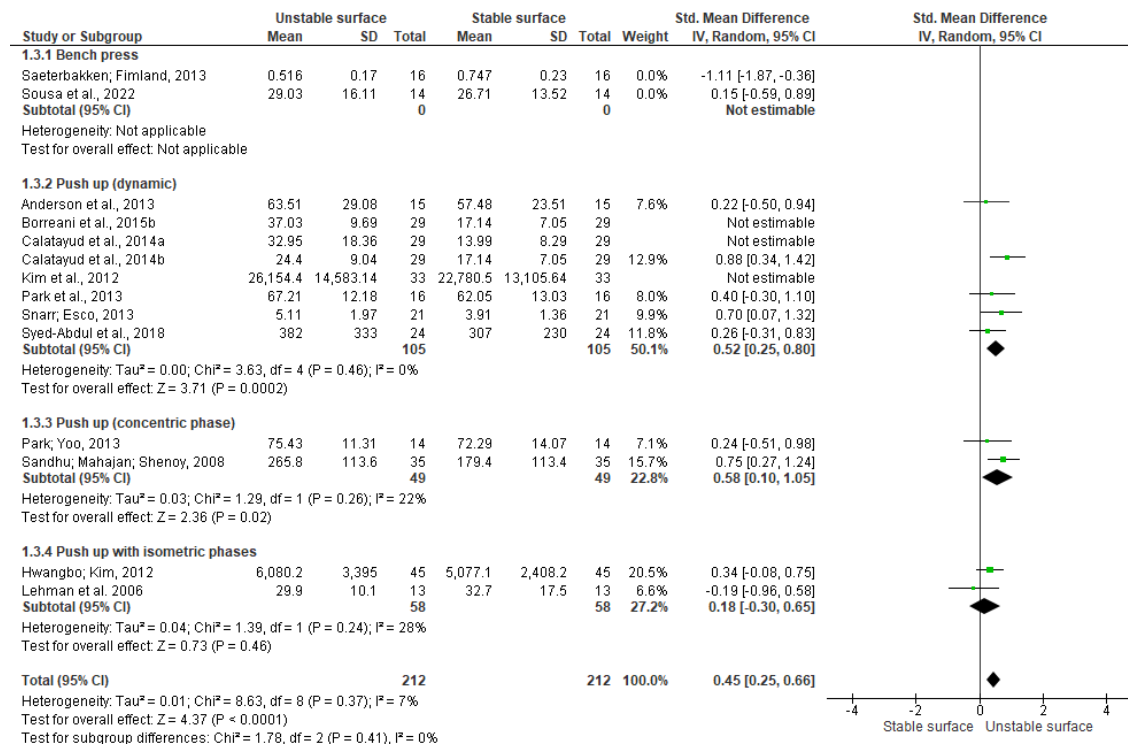 Unstable surface Stable surface Std. Mean Difference Std. Mean Difference
Study or Subgroup Mean SD Total Mean SD Total Weight IV, Random, 95% CI IV, Random, 95% CI
1.3.1 Bench press
Saeterbakken; Fimland, 2013 0.516 0.17 16 0.747 0.23 16 0.0% -1.11 [-1.87, -0.36]
Sousa et al., 2022 29.03 16.11 14 26.71 13.52 14 0.0% 0.15 [-0.59, 0.89]
Subtotal (95% CI) 0 0 Not estimable
Heterogeneity: Not applicable
Test for overall effect: Not applicable
1.3.2 Push up (dynamic)
Anderson et al., 2013 63.51 29.08 15 57.48 23.51 15 7.6% 0.22 [-0.50, 0.94]
Borreani et al., 2015b 37.03 9.69 29 17.14 7.05 29 Not estimable
Calatayud et al., 2014a 32.95 18.36 29 13.99 8.29 29 Not estimable
Calatayud et al., 2014b 24.4 9.04 29 17.14 7.05 29 12.9% 0.88 [0.34, 1.42]
Kim et al., 2012 26,154.4 14,583.14 33 22,780.5 13,105.64 33 Not estimable
Park et al., 2013 67.21 12.18 16 62.05 13.03 16 8.0% 0.40 [-0.30, 1.10]
Snarr; Esco, 2013 5.11 1.97 21 3.91 1.36 21 9.9% 0.70 [0.07, 1.32]
Syed-Abdul et al., 2018 382 333 24 307 230 24 11.8% 0.26 [-0.31, 0.83]
Subtotal (95% CI) 105 105 50.1% 0.52 [0.25, 0.80]
Heterogeneity: Tau² = 0.00; Chi² = 3.63, df = 4 (P = 0.46); I² = 0%
Test for overall effect: Z = 3.71 (P = 0.0002)
1.3.3 Push up (concentric phase)
Park; Yoo, 2013 75.43 11.31 14 72.29 14.07 14 7.1% 0.24 [-0.51, 0.98]
Sandhu; Mahajan; Shenoy, 2008 265.8 113.6 35 179.4 113.4 35 15.7% 0.75 [0.27, 1.24]
Subtotal (95% CI) 49 49 22.8% 0.58 [0.10, 1.05]
Heterogeneity: Tau² = 0.03; Chi² = 1.29, df = 1 (P = 0.26); I² = 22%
Test for overall effect: Z = 2.36 (P = 0.02)
1.3.4 Push up with isometric phases
Hwangbo; Kim, 2012 6,080.2 3,395 45 5,077.1 2,408.2 45 20.5% 0.34 [-0.08, 0.75]
Lehman et al. 2006 29.9 10.1 13 32.7 17.5 13 6.6% -0.19 [-0.96, 0.58]
Subtotal (95% CI) 58 58 27.2% 0.18 [-0.30, 0.65]
Heterogeneity: Tau² = 0.04; Chi² = 1.39, df = 1 (P = 0.24); I² = 28%
Test for overall effect: Z = 0.73 (P = 0.46)
Total (95% CI) 212 212 100.0% 0.45 [0.25, 0.66]
Heterogeneity: Tau² = 0.01; Chi² = 8.63, df = 8 (P = 0.37); I² = 7%
Test for overall effect: Z = 4.37 (P < 0.0001)
Test for subgroup differences: Chi² = 1.78, df = 2 (P = 0.41), I² = 0%
-4 -2 0 2 4
Stable surface Unstable surface